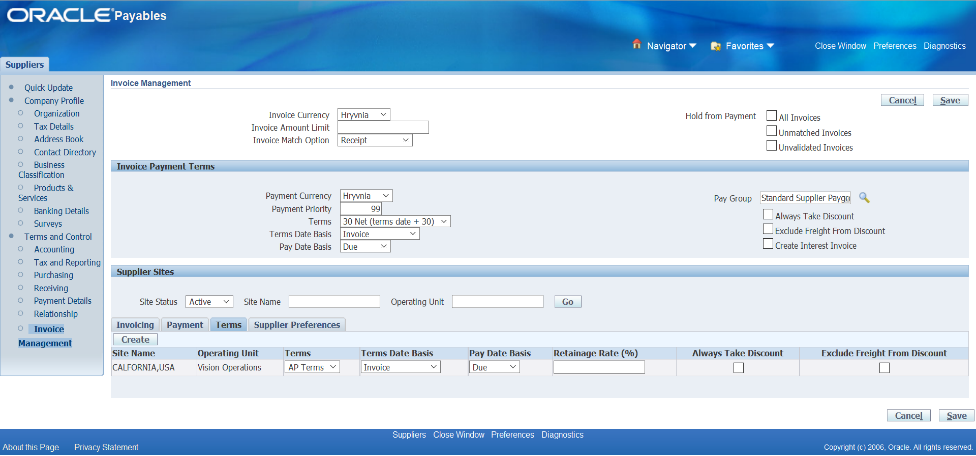 ORACLE® Payables
Navigator Favorites Close Window Preferences Diagnostics
Suppliers
Quick Update
Company Profile
Organization
Tax Details
Address Book
Contact Directory
Business
Classification
Products &
Services
Banking Details
Surveys
Terms and Control
Accounting
Tax and Reporting
Purchasing
Receiving
Payment Details
Relationship
Invoice
Management
Invoice Management
Cancel Save
Invoice Currency Hryvnia
Invoice Amount Limit
Invoice Match Option Receipt
Hold from Payment All Invoices
Unmatched Invoices
Unvalidated Invoices
Invoice Payment Terms
Payment Currency Hryvnia
Payment Priority 99
Terms 30 Net (terms date + 30)
Terms Date Basis Invoice
Pay Date Basis Due
Pay Group Standard Supplier Paygo
Always Take Discount
Exclude Freight From Discount
Create Interest Invoice
Supplier Sites
Site Status Active Site Name Operating Unit Go
Invoicing Payment Terms Supplier Preferences
Create
Site Name Operating Unit Terms Terms Date Basis Pay Date Basis Retainage Rate (%) Always Take Discount Exclude Freight From Discount
CALFORNIA,USA Vision Operations AP Terms Invoice Due
Cancel Save
Suppliers Close Window Preferences Diagnostics
About this Page Privacy Statement Copyright (c) 2006, Oracle. All rights reserved.